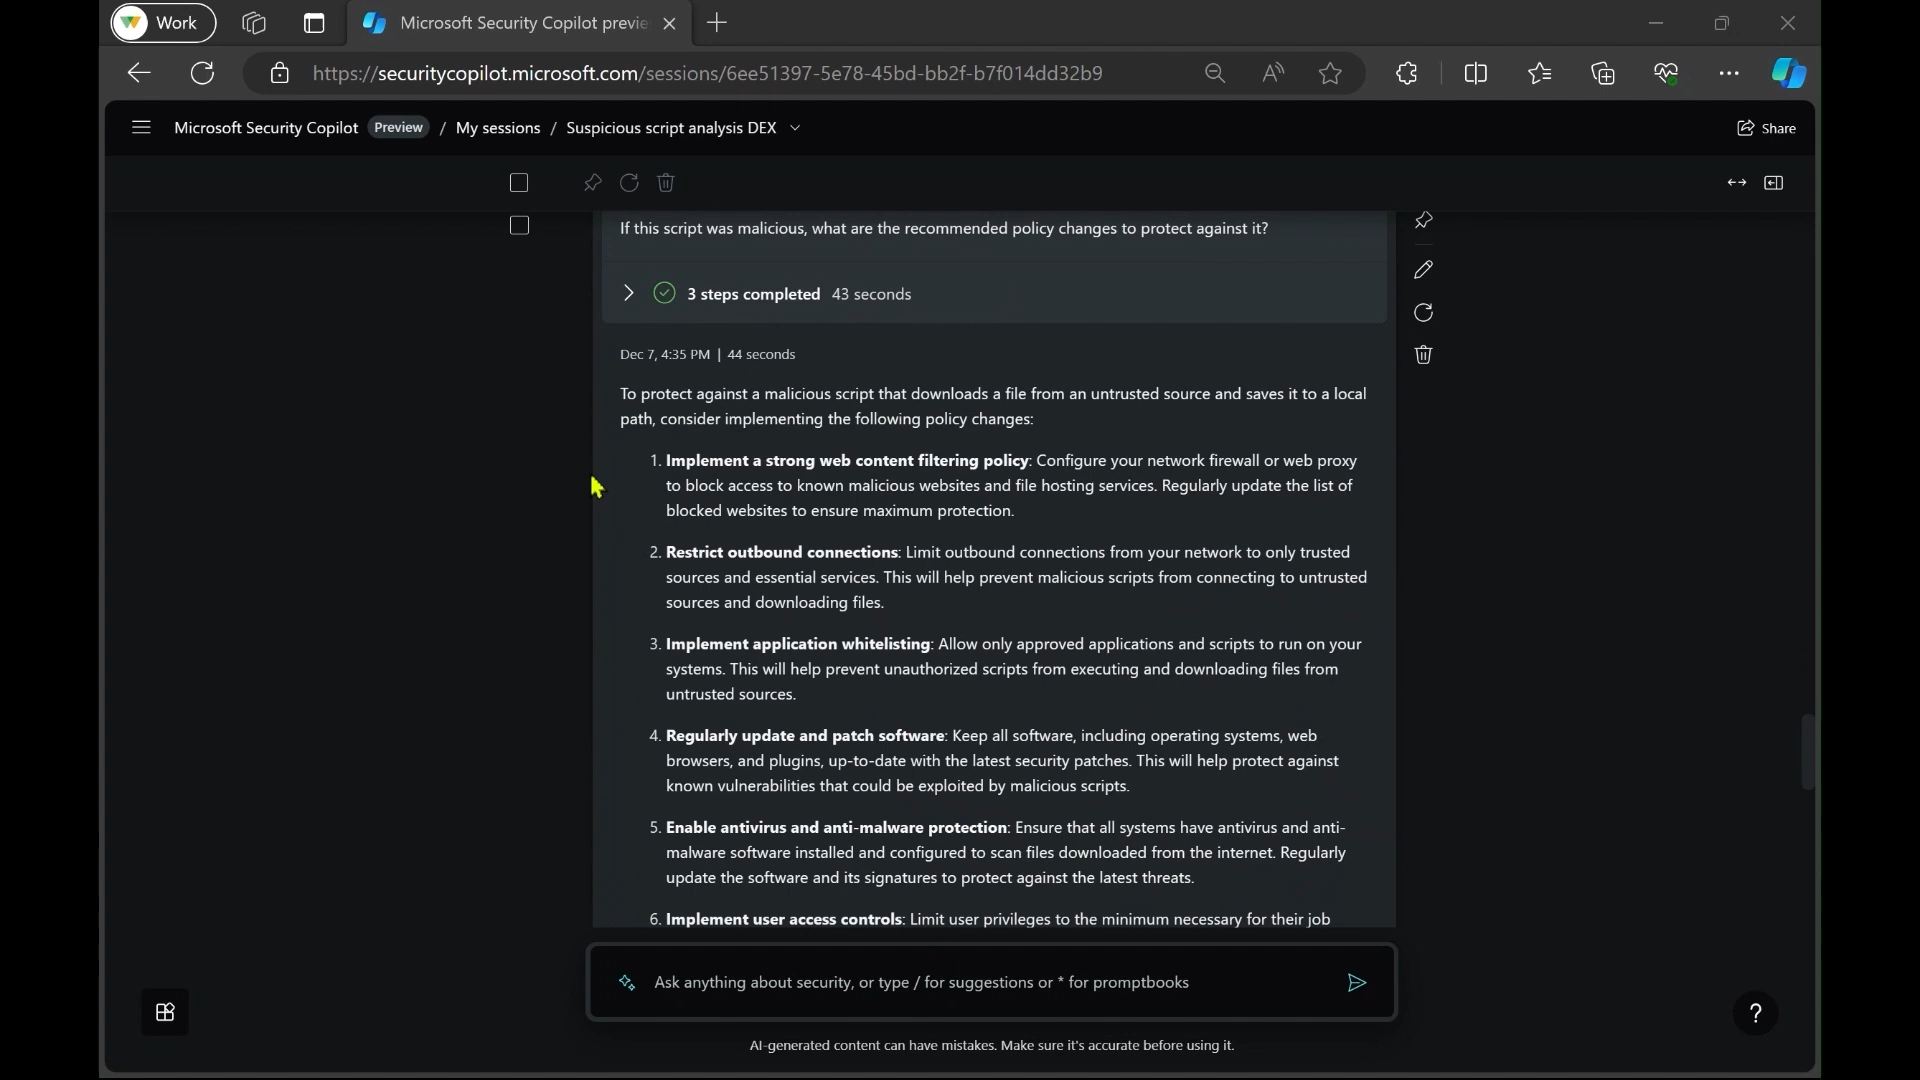 Work
Microsoft Security Copilot previe
https://securitycopilot.microsoft.com/sessions/6ee51397-5e78-45bd-bb2f-b7f014dd32b9
Microsoft Security Copilot Preview / My sessions / Suspicious script analysis DEX
Share
If this script was malicious, what are the recommended policy changes to protect against it?
3 steps completed 43 seconds
Dec 7, 4:35 PM | 44 seconds
To protect against a malicious script that downloads a file from an untrusted source and saves it to a local
path, consider implementing the following policy changes:
1. Implement a strong web content filtering policy: Configure your network firewall or web proxy
to block access to known malicious websites and file hosting services. Regularly update the list of
blocked websites to ensure maximum protection.
2. Restrict outbound connections: Limit outbound connections from your network to only trusted
sources and essential services. This will help prevent malicious scripts from connecting to untrusted
sources and downloading files.
3. Implement application whitelisting: Allow only approved applications and scripts to run on your
systems. This will help prevent unauthorized scripts from executing and downloading files from
untrusted sources.
4. Regularly update and patch software: Keep all software, including operating systems, web
browsers, and plugins, up-to-date with the latest security patches. This will help protect against
known vulnerabilities that could be exploited by malicious scripts.
5. Enable antivirus and anti-malware protection: Ensure that all systems have antivirus and anti-
malware software installed and configured to scan files downloaded from the internet. Regularly
update the software and its signatures to protect against the latest threats.
6. Implement user access controls: Limit user privileges to the minimum necessary for their job
Ask anything about security, or type / for suggestions or * for promptbooks
?
AI-generated content can have mistakes. Make sure it's accurate before using it.